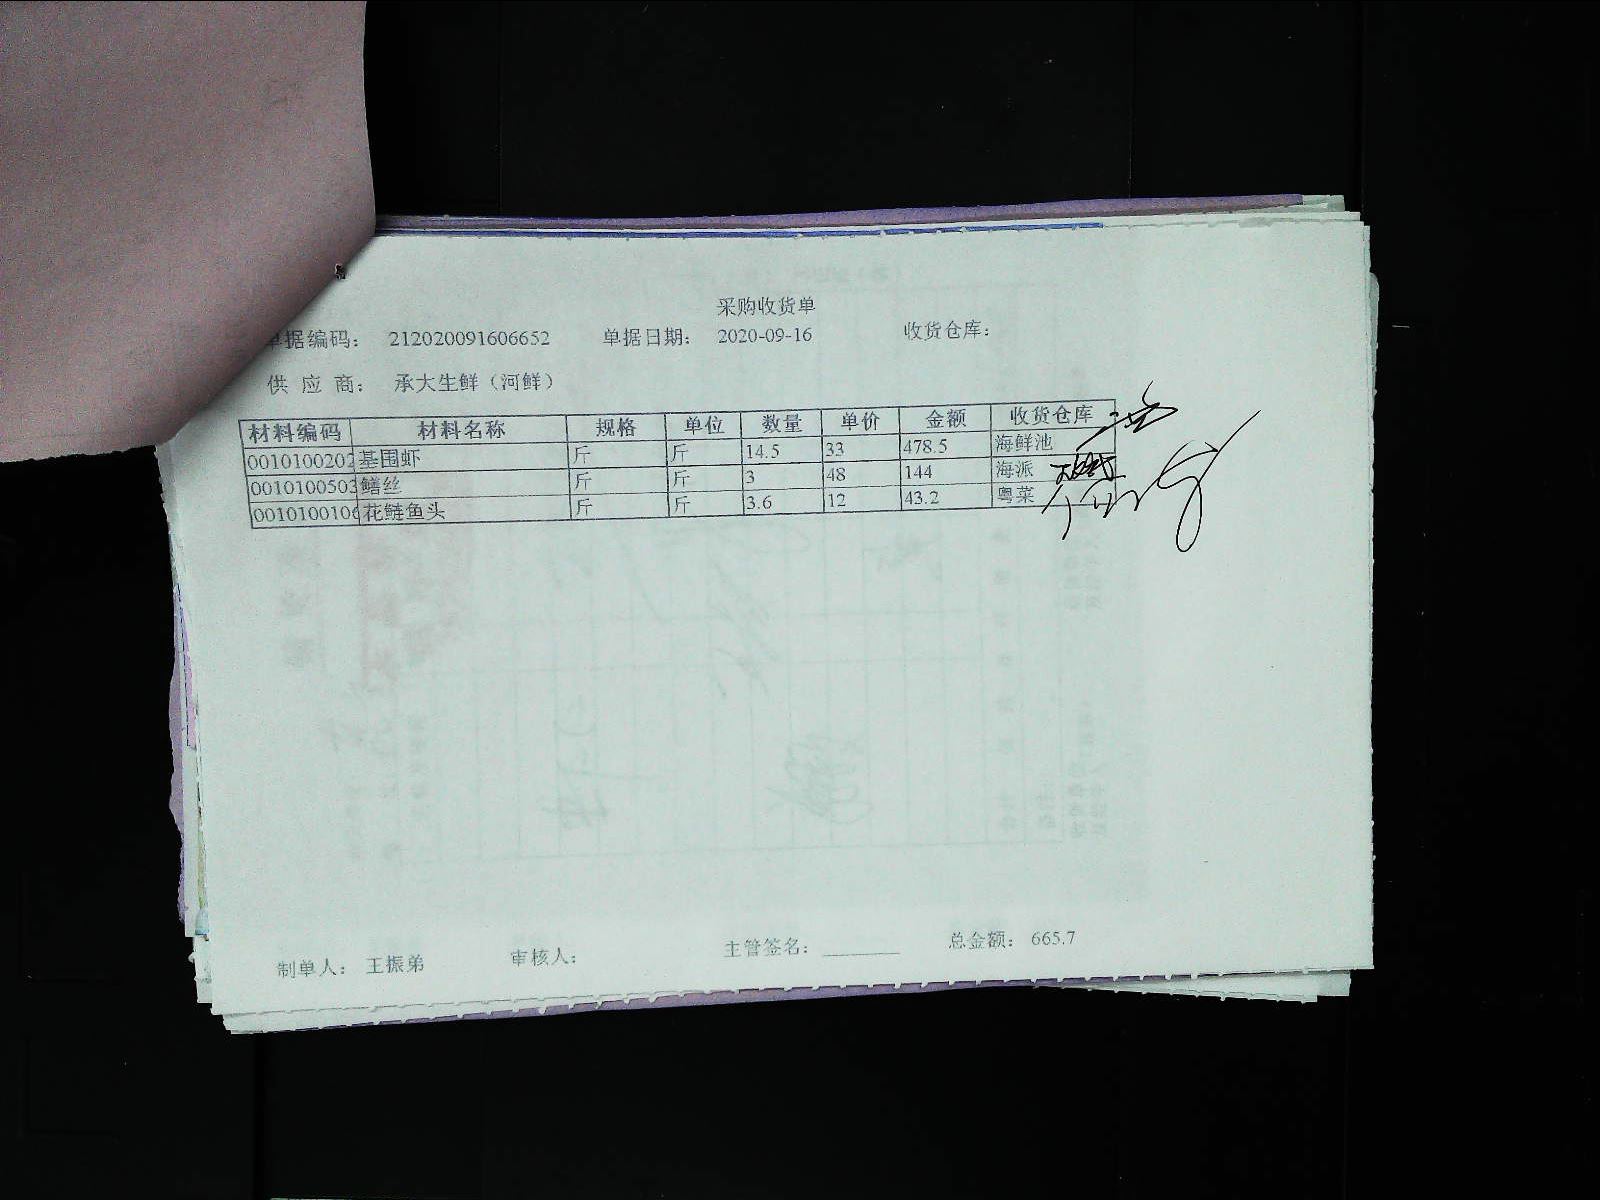 采购收货单
单据编码： 212020091606652 单据日期： 2020-09-16 收货仓库：
供 应 商： 承大生鲜（河鲜）
材料编码 材料名称 规格 单位 数量 单价 金额 收货仓库
0010100202 基围虾 斤 斤 14.5 33 478.5 海鲜池
0010100503 鳝丝 斤 斤 3 48 144 海派
0010100106 花鲢鱼头 斤 斤 3.6 12 43.2 粤菜
制单人： 王振弟 审核人： 主管签名： ________ 总金额： 665.7